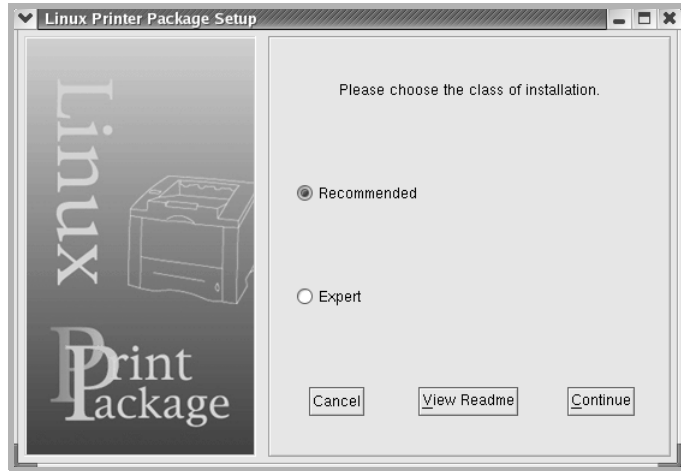 Linux Printer Package Setup
Linux
Print
Package
Please choose the class of installation.
Recommended
Expert
Cancel
View Readme
Continue